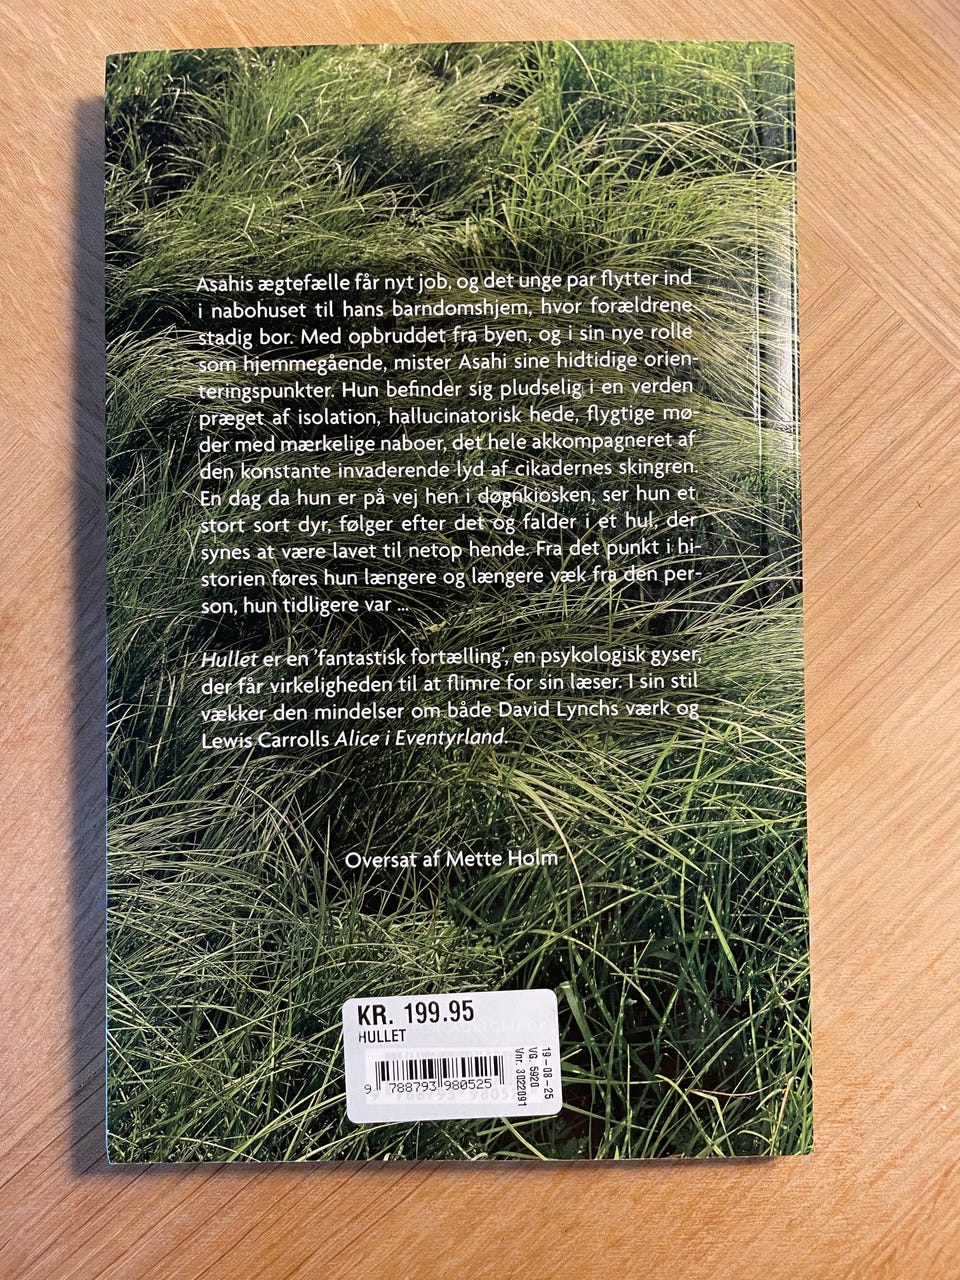 Asahis ægtefælle får nyt job, og det unge par flytter ind
i nabohuset til hans barndomshjem, hvor forældrene
stadig bor. Med opbruddet fra byen, og i sin nye rolle
som hjemmegående, mister Asahi sine hidtidige orien-
teringspunkter. Hun befinder sig pludselig i en verden
præget af isolation, hallucinatorisk hede, flygtige mø-
der med mærkelige naboer, det hele akkompagneret af
den konstante invaderende lyd af cikadernes skingren.
En dag da hun er på vej hen i døgnkiosken, ser hun et
stort sort dyr, følger efter det og falder i et hul, der
synes at være lavet til netop hende. Fra det punkt i hi-
storien føres hun længere og længere væk fra den per-
son, hun tidligere var ...
Hullet er en 'fantastisk fortælling', en psykologisk gyser,
der får virkeligheden til at flimre for sin læser. I sin stil
vækker den mindelser om både David Lynchs værk og
Lewis Carrolls Alice i Eventyrland.
Oversat af Mette Holm
KR. 199.95
HULLET
9 788793 980525
19-08-25
VG. 5920
Vnr. 3022091